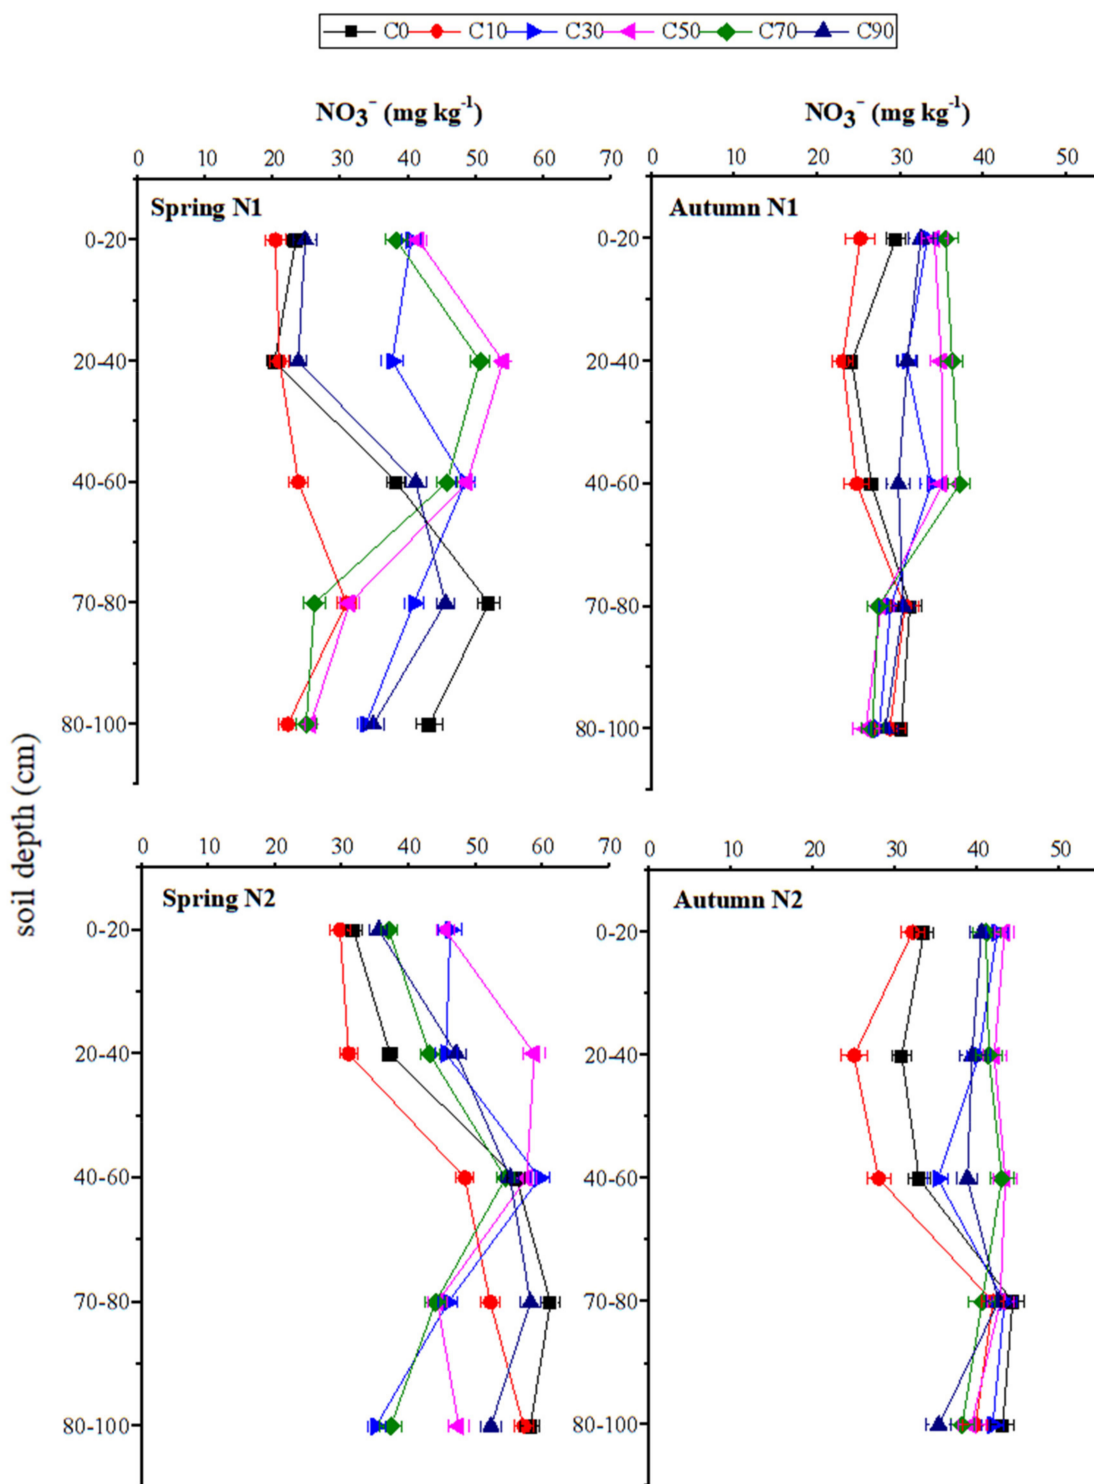 C0 C10 C30 C50 C70 C90
NO₃⁻ (mg kg⁻¹) NO₃⁻ (mg kg⁻¹)
0 10 20 30 40 50 60 70 0 10 20 30 40 50
Spring N1 Autumn N1
0-20 0-20
20-40 20-40
40-60 40-60
70-80 70-80
80-100 80-100
soil depth (cm)
0 10 20 30 40 50 60 70 0 10 20 30 40 50
Spring N2 Autumn N2
0-20 0-20
20-40 20-40
40-60 40-60
70-80 70-80
80-100 80-100